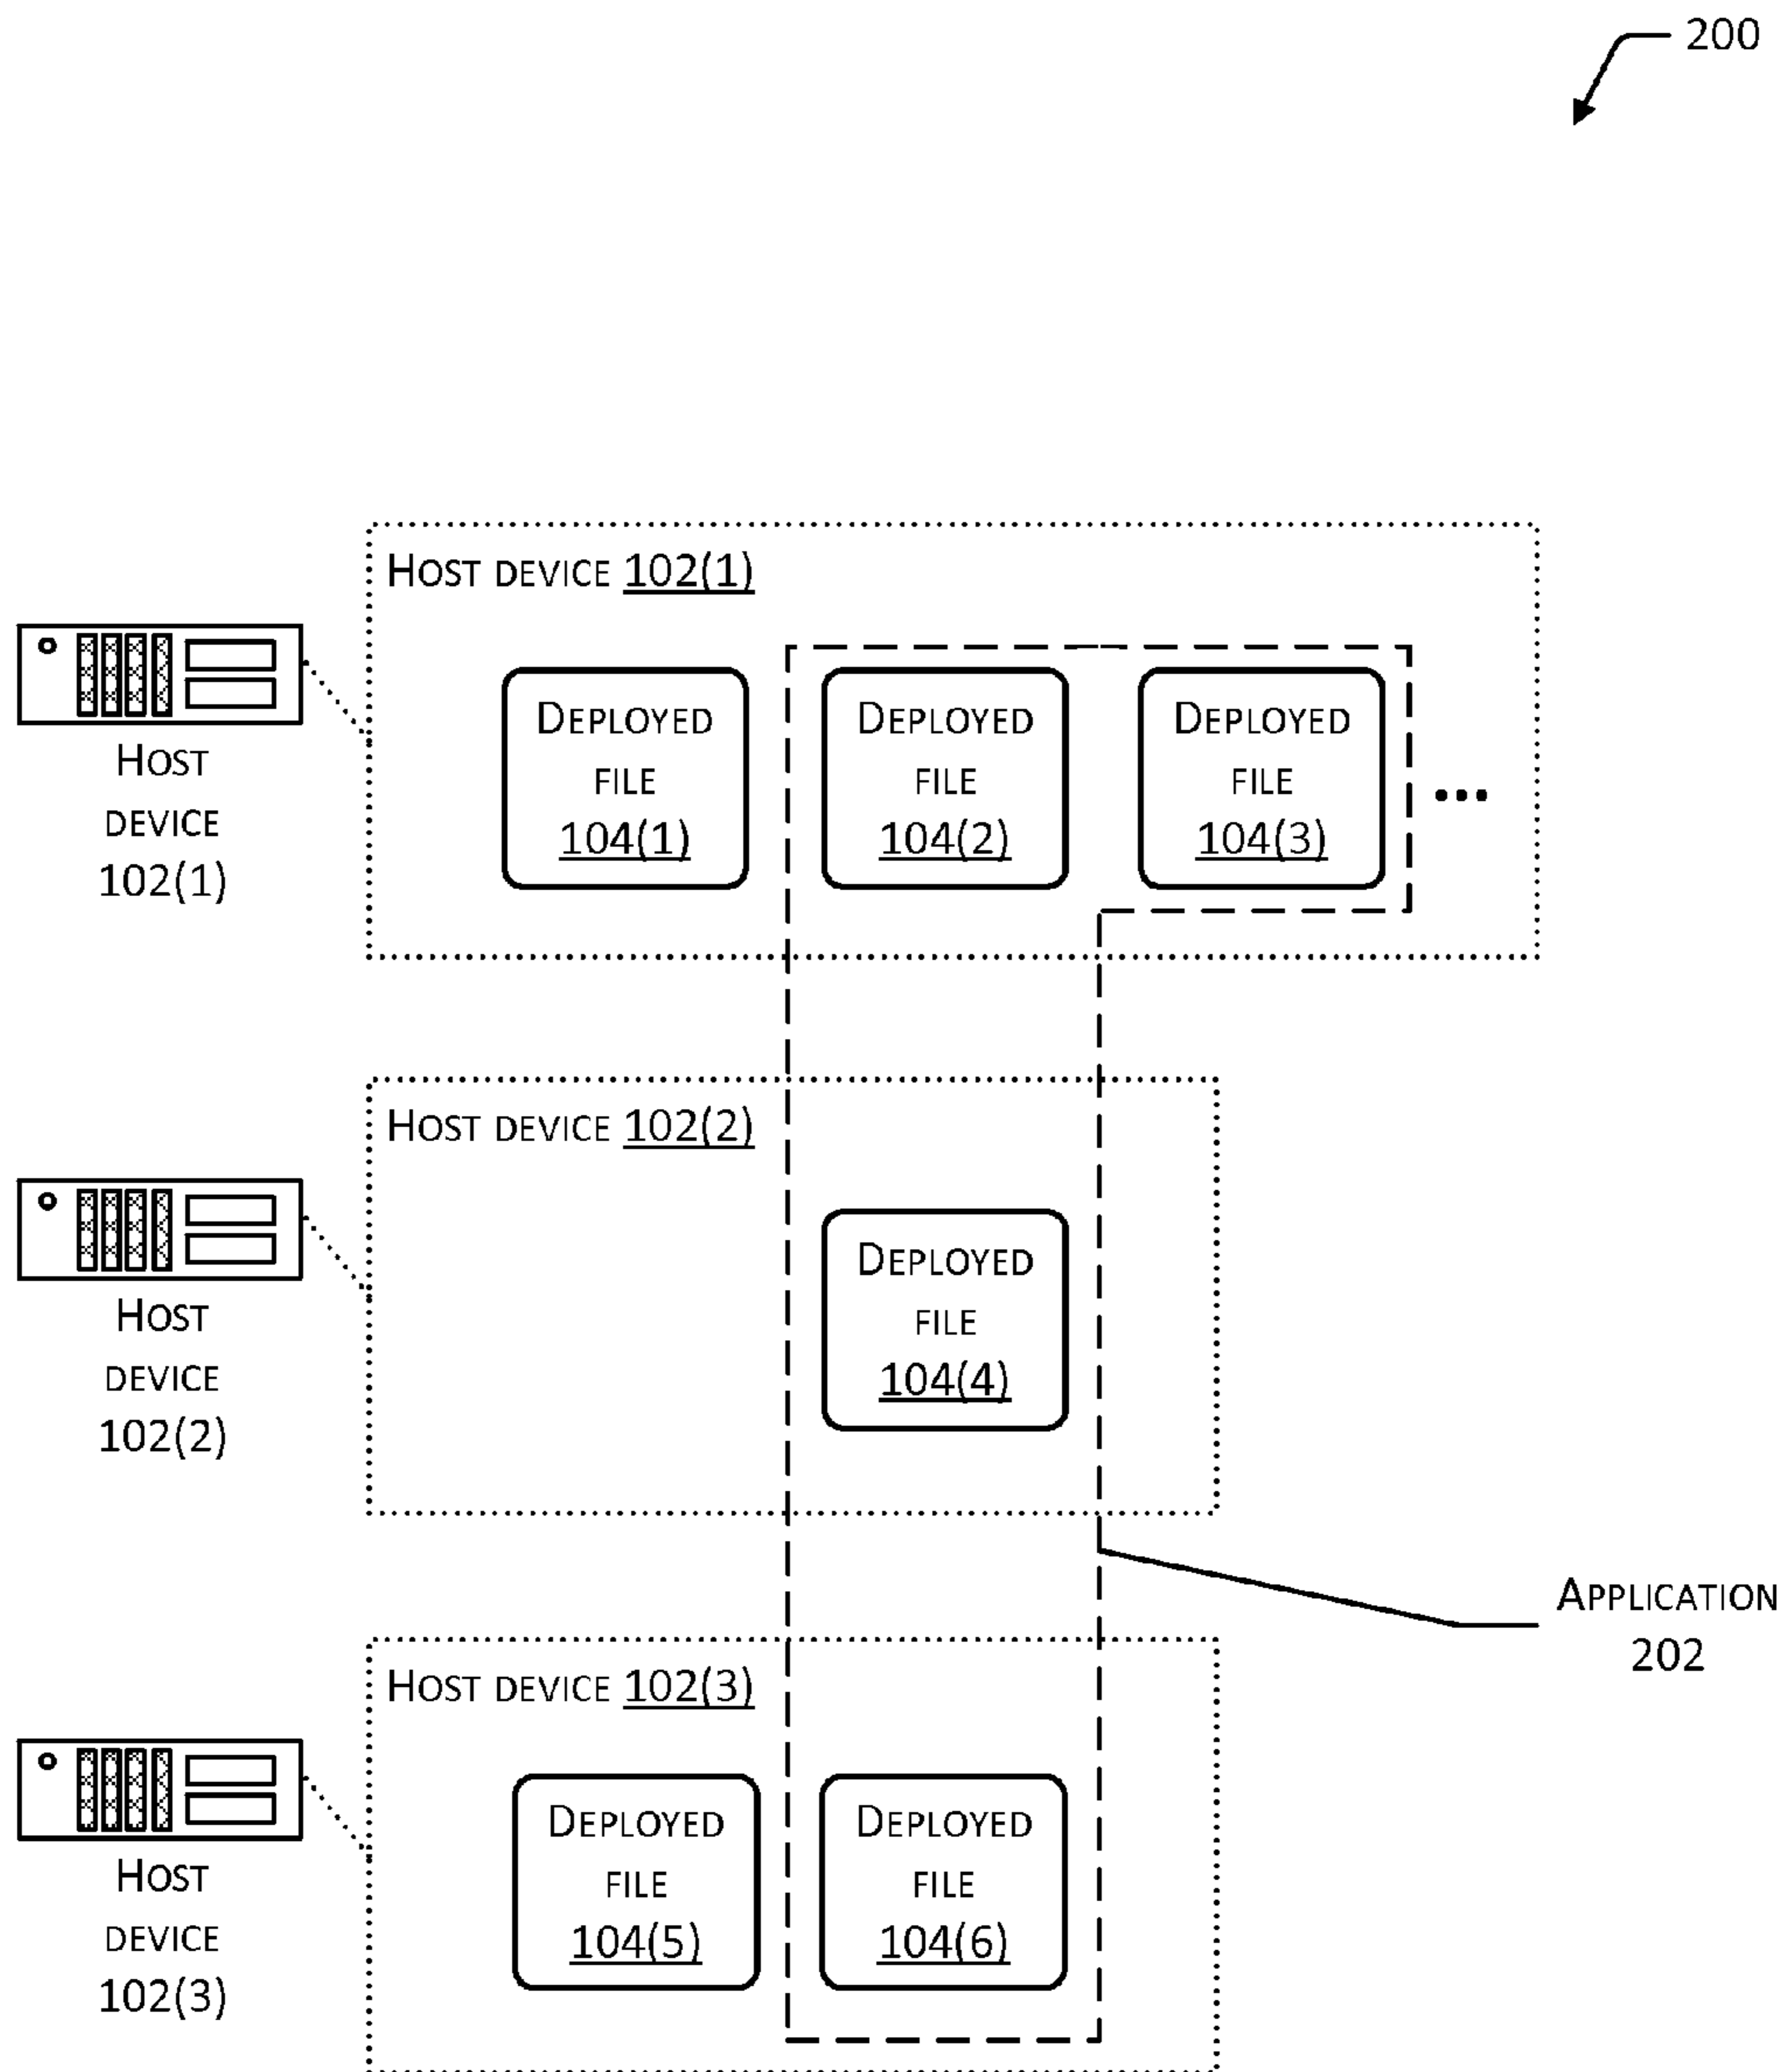 200
HOST DEVICE 102(1)
HOST
DEVICE
102(1)
DEPLOYED
FILE
104(1)
DEPLOYED
FILE
104(2)
DEPLOYED
FILE
104(3)
...
HOST DEVICE 102(2)
HOST
DEVICE
102(2)
DEPLOYED
FILE
104(4)
APPLICATION
202
HOST DEVICE 102(3)
HOST
DEVICE
102(3)
DEPLOYED
FILE
104(5)
DEPLOYED
FILE
104(6)